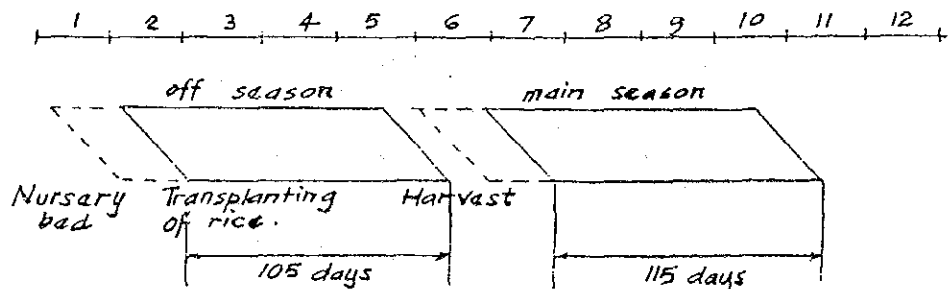 1 2 3 4 5 6 7 8 9 10 11 12
off season main season
Nursary Transplanting Harvest
bad of rice.
105 days 115 days